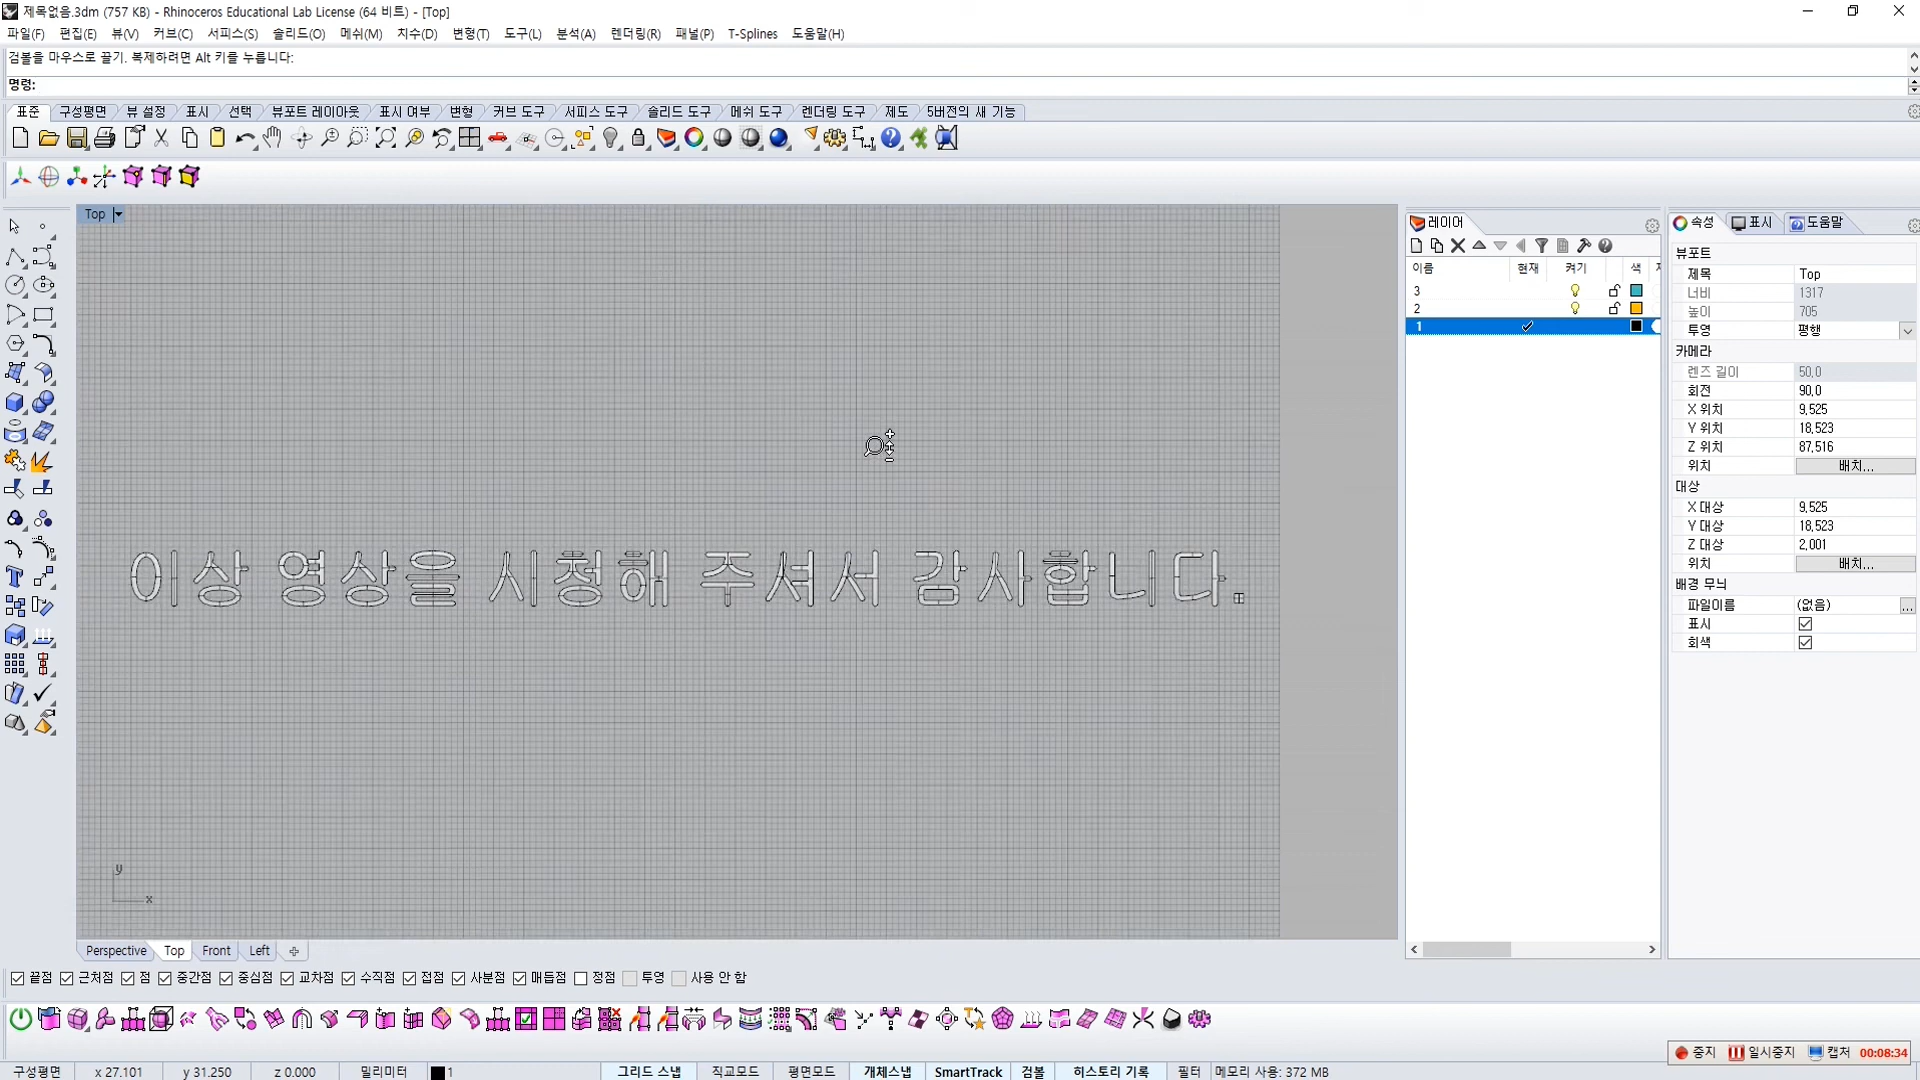 제목없음.3dm (757 KB) - Rhinoceros Educational Lab License (64 비트) - [Top]
파일(F) 편집(E) 뷰(V) 커브(C) 서피스(S) 솔리드(O) 메쉬(M) 치수(D) 변형(T) 도구(L) 분석(A) 렌더링(R) 패널(P) T-Splines 도움말(H)
검볼을 마우스로 끌기. 복제하려면 Alt 키를 누릅니다:
명령:
표준 구성평면 뷰 설정 표시 선택 뷰포트 레이아웃 표시 여부 변형 커브 도구 서피스 도구 솔리드 도구 메쉬 도구 렌더링 도구 제도 5버전의 새 기능
Top
이상 영상을 시청해 주셔서 감사합니다.
y
x
레이어
이름 현재 켜기 색
3
2
1
속성 표시 도움말
뷰포트
제목 Top
너비 1317
높이 705
투영 평행
카메라
렌즈 길이 50.0
회전 90.0
X 위치 9.525
Y 위치 18.523
Z 위치 87.516
위치 배치...
대상
X 대상 9.525
Y 대상 18.523
Z 대상 2.001
위치 배치...
배경 무늬
파일이름 (없음) ...
표시
회색
Perspective Top Front Left
끝점 근처점 점 중간점 중심점 교차점 수직점 접점 사분점 매듭점 정점 투영 사용 안 함
중지 일시중지 캡처 00:08:34
구성평면 x 27.101 y 31.250 z 0.000 밀리미터 1 그리드 스냅 직교모드 평면모드 개체스냅 SmartTrack 검볼 히스토리 기록 필터 메모리 사용: 372 MB